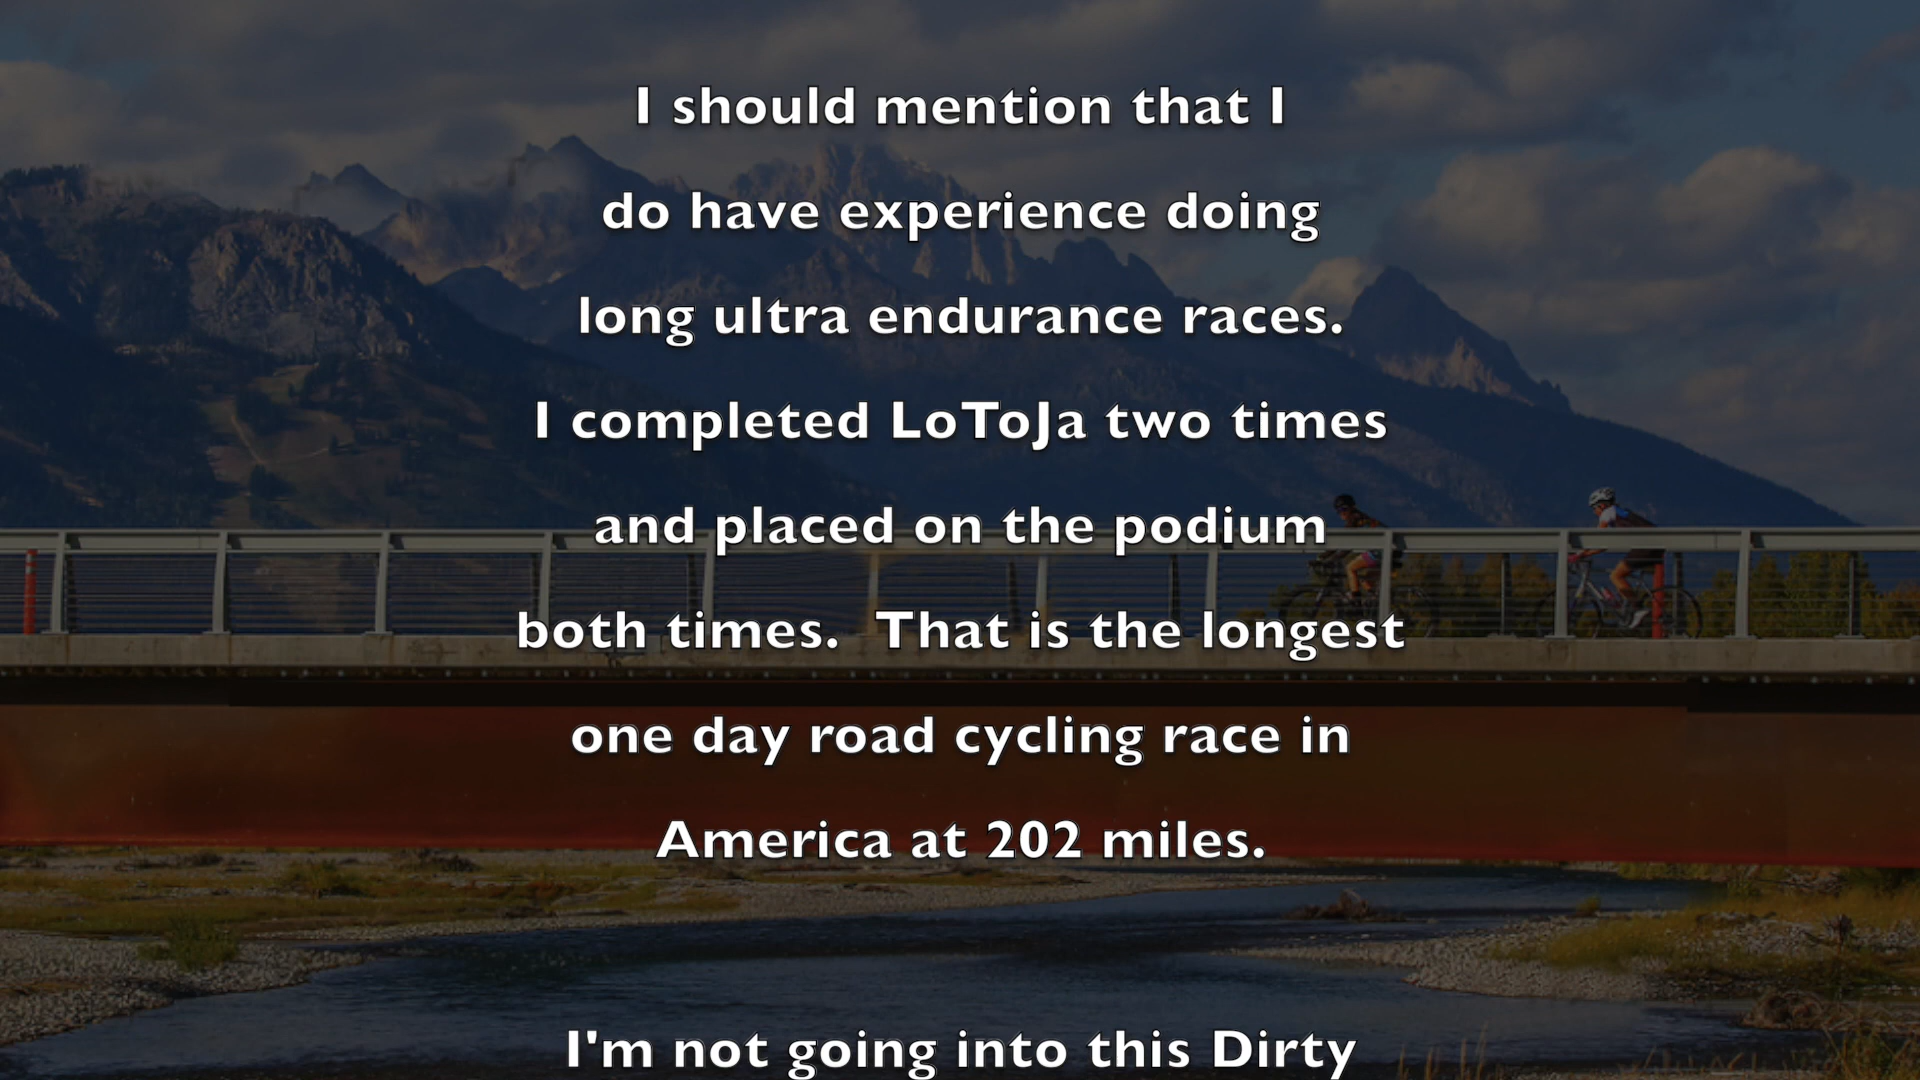 I should mention that I
do have experience doing
long ultra endurance races.
I completed LoToJa two times
and placed on the podium
both times.  That is the longest
one day road cycling race in
America at 202 miles.
I'm not going into this Dirty